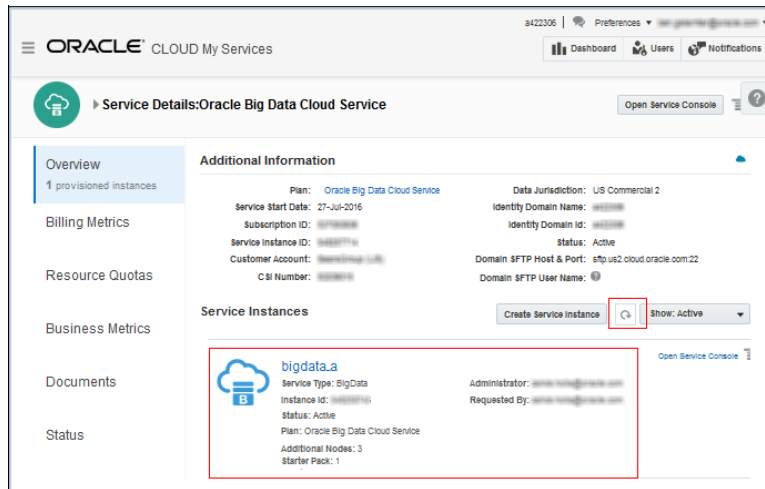 a422306 Preferences
ORACLE CLOUD My Services
Dashboard Users Notifications
Service Details:Oracle Big Data Cloud Service
Open Service Console
Overview
1 provisioned instances
Billing Metrics
Resource Quotas
Business Metrics
Documents
Status
Additional Information
Plan: Oracle Big Data Cloud Service
Service Start Date: 27-Jul-2016
Subscription ID:
Service Instance ID:
Customer Account:
CSI Number:
Data Jurisdiction: US Commercial 2
Identity Domain Name:
Identity Domain Id:
Status: Active
Domain SFTP Host & Port: sftp.us2.cloud.oracle.com:22
Domain SFTP User Name: ?
Service Instances
Create Service Instance
Show: Active
Open Service Console
bigdata.a
Service Type: BigData
Instance Id:
Status: Active
Plan: Oracle Big Data Cloud Service
Additional Nodes: 3
Starter Pack: 1
Administrator:
Requested By: